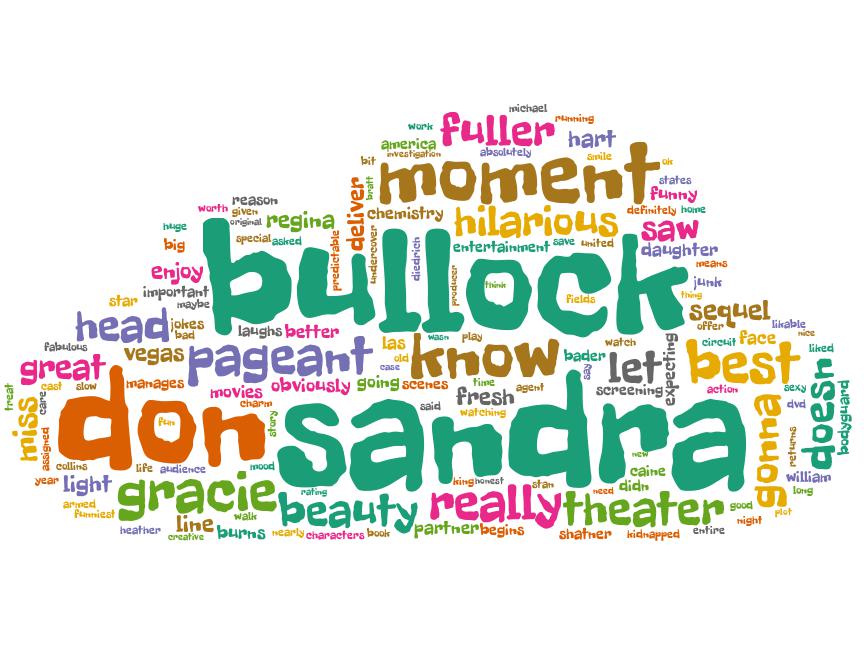 michael
work
fuller
running
america
hart
investigation
absolutely
smile
ok
bit
moment
bratt
states
funny
worth
reason
given
deliver
chemistry
hilarious
definitely
home
huge
original
regina
saw
big
special
asked
predictable
undercover
bullock
diedrich
entertainment
save
united
daughter
means
enjoy
producer
think
fields
junk
thing
important
maybe
star
sequel
offer
head
jokes
bad
laughs
better
wasn
play
likable
nice
fabulous
vegas
pageant
las
old
case
know
bader
say
watch
let
expecting
circuit
face
best
liked
great
treat
cast
slow
care
manages
movies
obviously
going
scenes
time
agent
screening
action
sexy
doesn
bodyguard
miss
assigned
don
fun
charm
story
sandra
said
fresh
watching
gonna
dvd
returns
collins
life
audience
mood
new
year
light
king
honest
stan
caine
didn
need
william
long
armed
funniest
gracie
rating
walk
beauty
really
theater
good
plot
night
heather
line
creative
burns
nearly
characters
book
partner
begins
shatner
kidnapped
entire